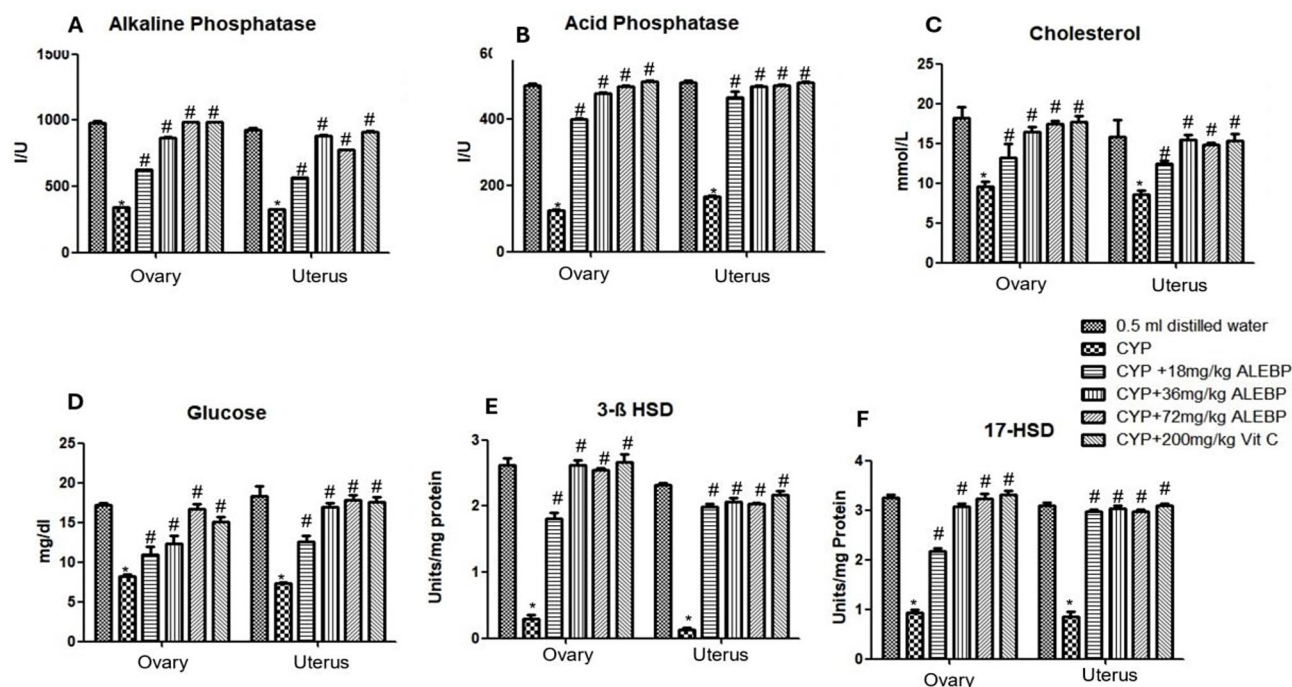 A Alkaline Phosphatase
1500
1000
500
0
I/U
* # # # #
* # # # #
Ovary Uterus
B Acid Phosphatase
400
200
0
I/U
* # # # #
* # # # #
Ovary Uterus
C Cholesterol
25
20
15
10
5
0
mmol/L
* # # # #
* # # # #
Ovary Uterus
0.5 ml distilled water
CYP
CYP +18mg/kg ALEBP
CYP+36mg/kg ALEBP
CYP+72mg/kg ALEBP
CYP+200mg/kg Vit C
D Glucose
25
20
15
10
5
0
mg/dl
* # # # #
* # # # #
Ovary Uterus
E 3-ß HSD
3
2
1
0
Units/mg protein
* # # # #
* # # # #
Ovary Uterus
F 17-HSD
4
3
2
1
0
Units/mg Protein
* # # # #
* # # # #
Ovary Uterus